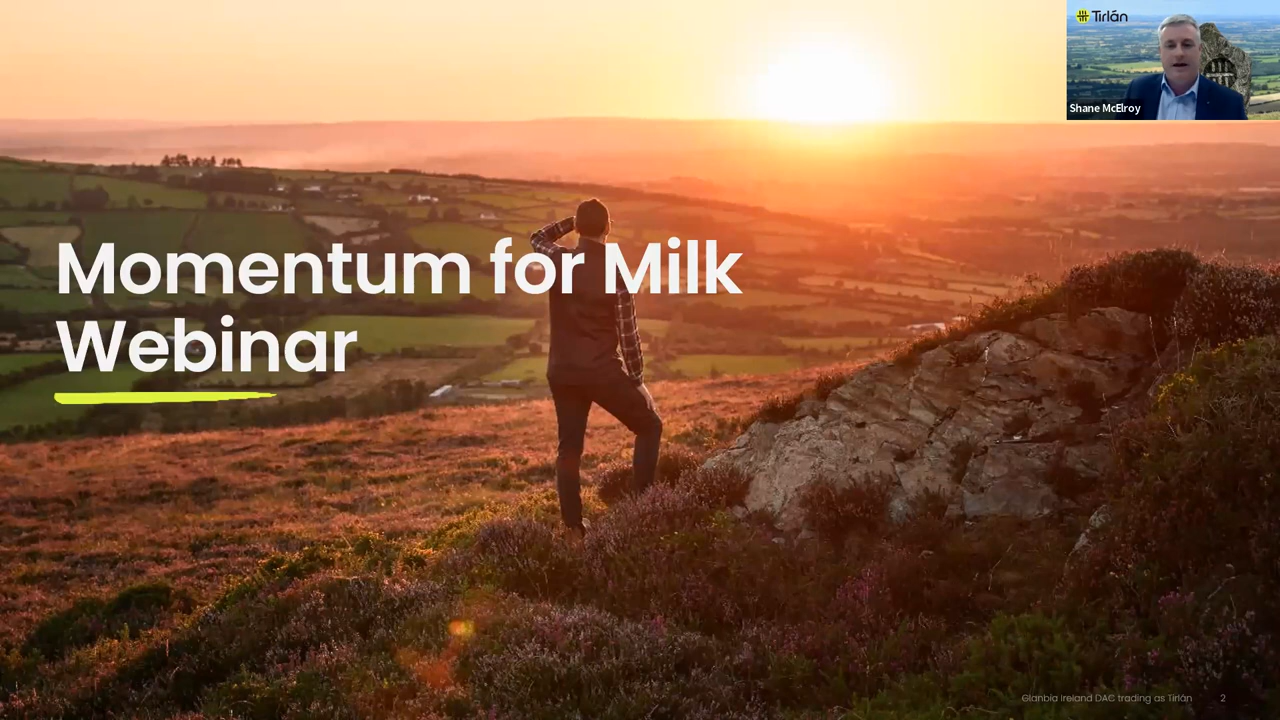 Tirlán
Shane McElroy
Momentum for Milk
Webinar
Glanbia Ireland DAC trading as Tirlán 2